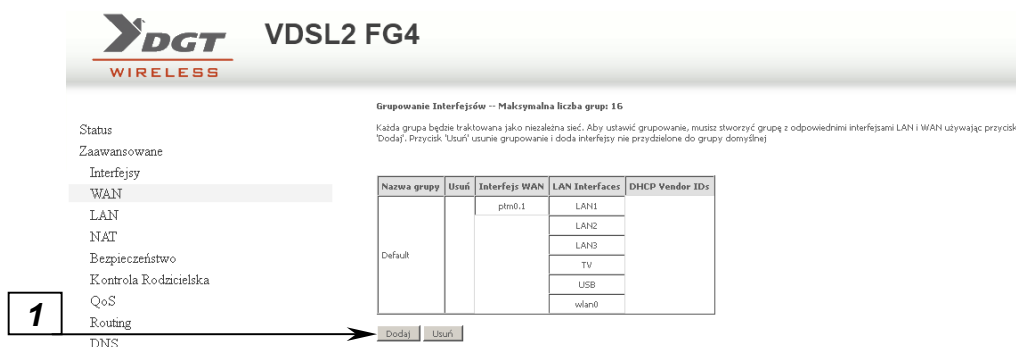 DGT
WIRELESS
VDSL2 FG4
Grupowanie Interfejsów -- Maksymalna liczba grup: 16
Każda grupa będzie traktowana jako niezależna sieć. Aby ustawić grupowanie, musisz stworzyć grupę z odpowiednimi interfejsami LAN i WAN używając przycisk
'Dodaj'. Przycisk 'Usuń' usunie grupowanie i doda interfejsy nie przydzielone do grupy domyślnej
Status
Zaawansowane
Interfejsy
WAN
LAN
NAT
Bezpieczeństwo
Kontrola Rodzicielska
QoS
Routing
DNS
Nazwa grupy Usuń Interfejs WAN LAN Interfaces DHCP Vendor IDs
Default ptm0.1 LAN1
LAN2
LAN3
TV
USB
wlan0
1
Dodaj Usuń